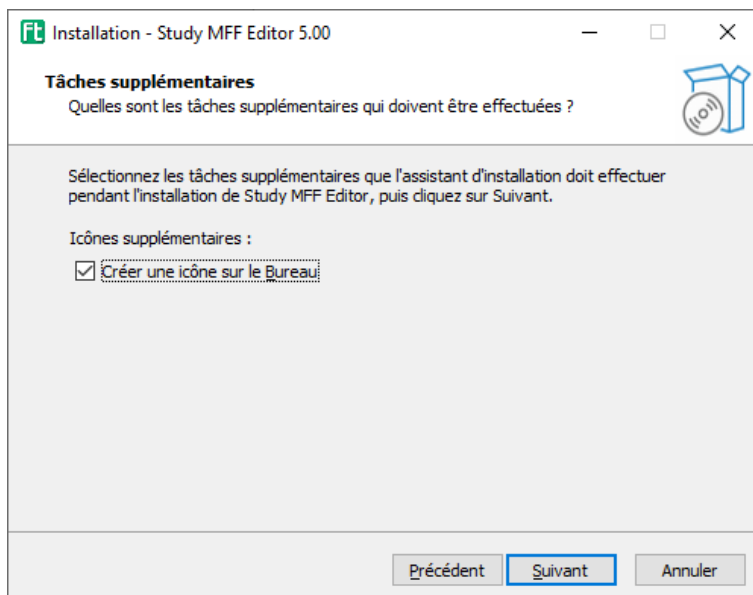 Ft Installation - Study MFF Editor 5.00
Tâches supplémentaires
Quelles sont les tâches supplémentaires qui doivent être effectuées ?
Sélectionnez les tâches supplémentaires que l'assistant d'installation doit effectuer
pendant l'installation de Study MFF Editor, puis cliquez sur Suivant.
Icônes supplémentaires :
Créer une icône sur le Bureau
Précédent Suivant Annuler